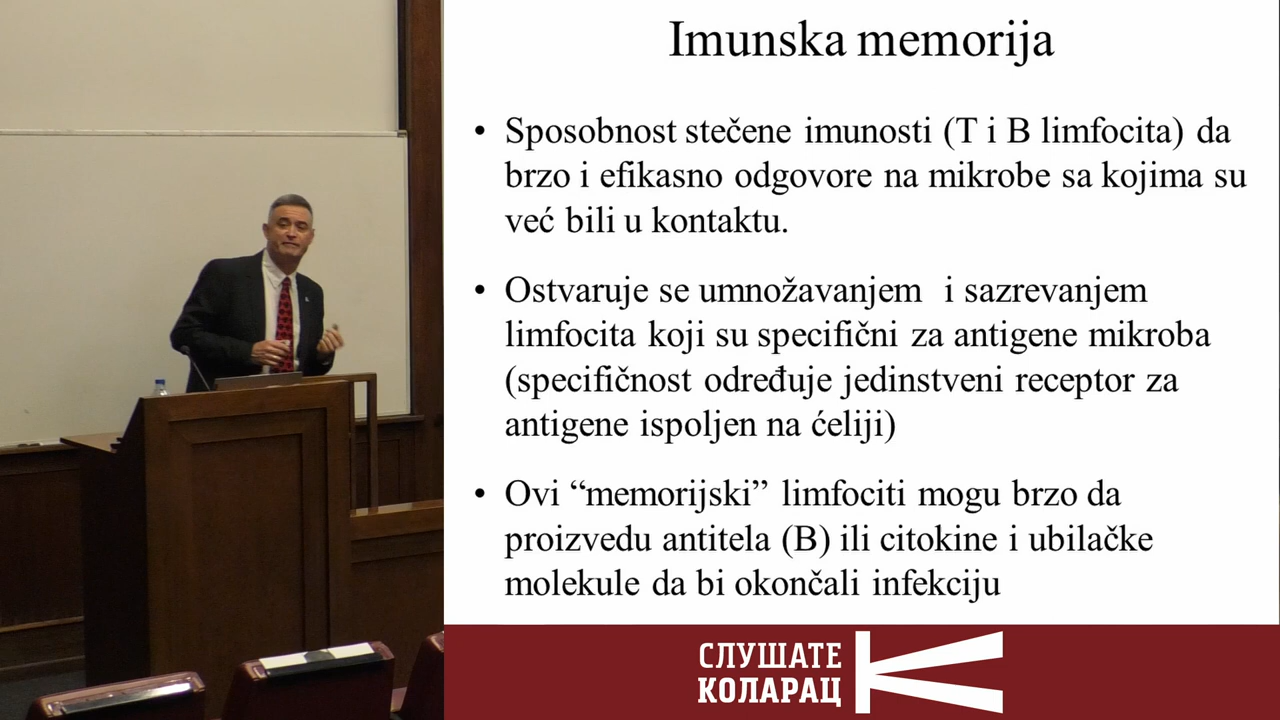 Imunska memorija
• Sposobnost stečene imunosti (T i B limfocita) da
brzo i efikasno odgovore na mikrobe sa kojima su
već bili u kontaktu.
• Ostvaruje se umnožavanjem i sazrevanjem
limfocita koji su specifični za antigene mikroba
(specifičnost određuje jedinstveni receptor za
antigene ispoljen na ćeliji)
• Ovi “memorijski” limfociti mogu brzo da
proizvedu antitela (B) ili citokine i ubilačke
molekule da bi okončali infekciju
СЛУШАТЕ
КОЛАРАЦ